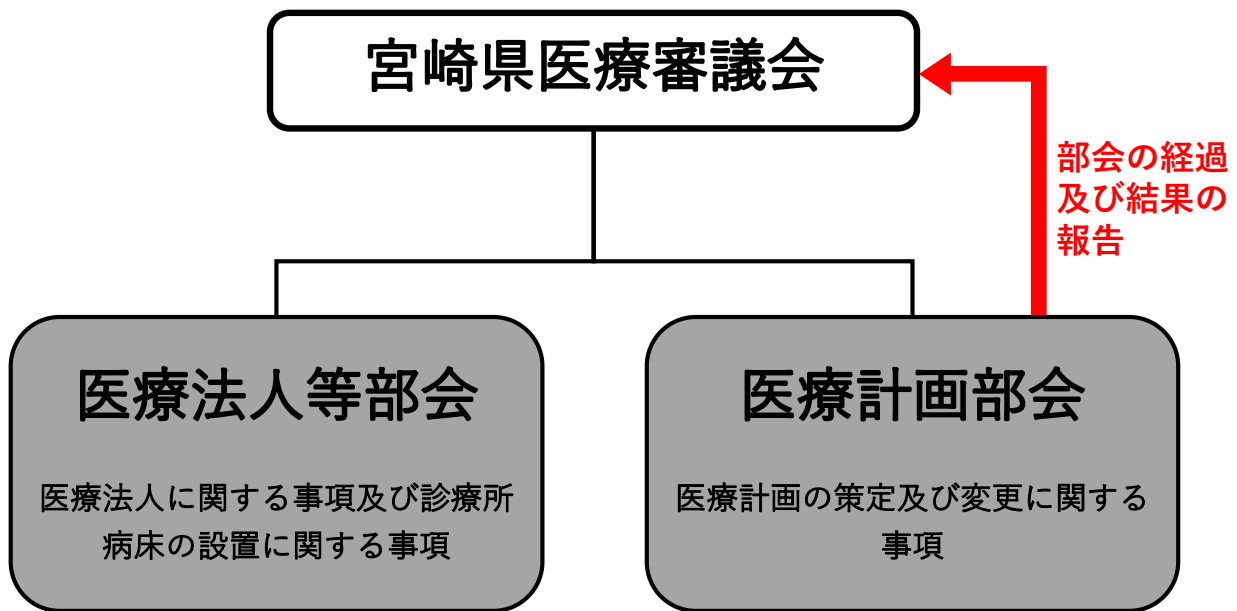 宮崎県医療審議会
部会の経過
及び結果の
報告
医療法人等部会
医療法人に関する事項及び診療所
病床の設置に関する事項
医療計画部会
医療計画の策定及び変更に関する
事項